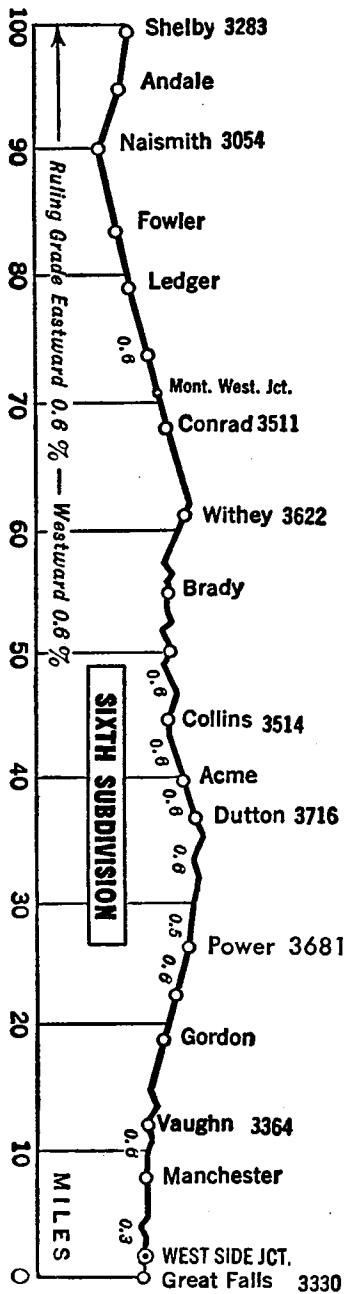 Shelby 3283
Andale
Naismith 3054
Fowler
Ledger
0.6
Mont. West. Jct.
Conrad 3511
Withey 3622
Brady
0.6
Collins 3514
0.6
Acme
0.6
Dutton 3716
0.6
0.5
Power 3681
0.6
Gordon
Vaughn 3364
0.6
Manchester
0.3
WEST SIDE JCT.
Great Falls 3330
100
90
80
70
60
50
40
30
20
10
0
Ruling Grade Eastward 0.6 % — Westward 0.6 %
SIXTH SUBDIVISION
MILES